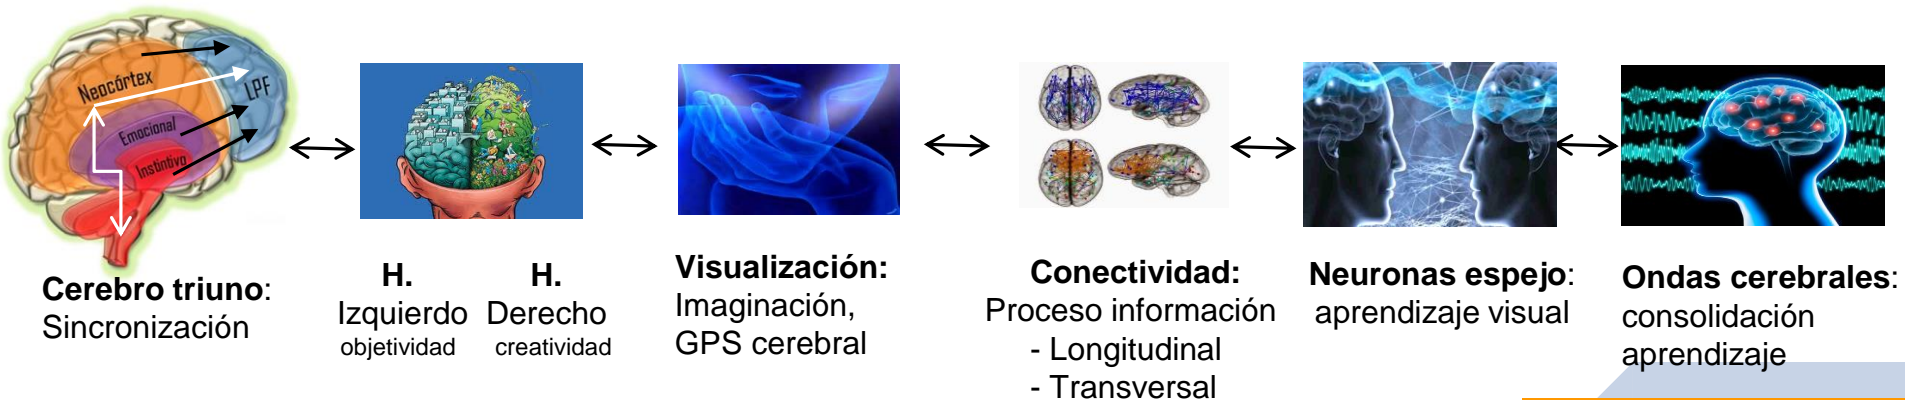 Neocórtex
LPF
Emocional
Instintivo
Cerebro triuno:
Sincronización
H.
Izquierdo
objetividad
H.
Derecho
creatividad
Visualización:
Imaginación,
GPS cerebral
Conectividad:
Proceso información
- Longitudinal
- Transversal
Neuronas espejo:
aprendizaje visual
Ondas cerebrales:
consolidación
aprendizaje